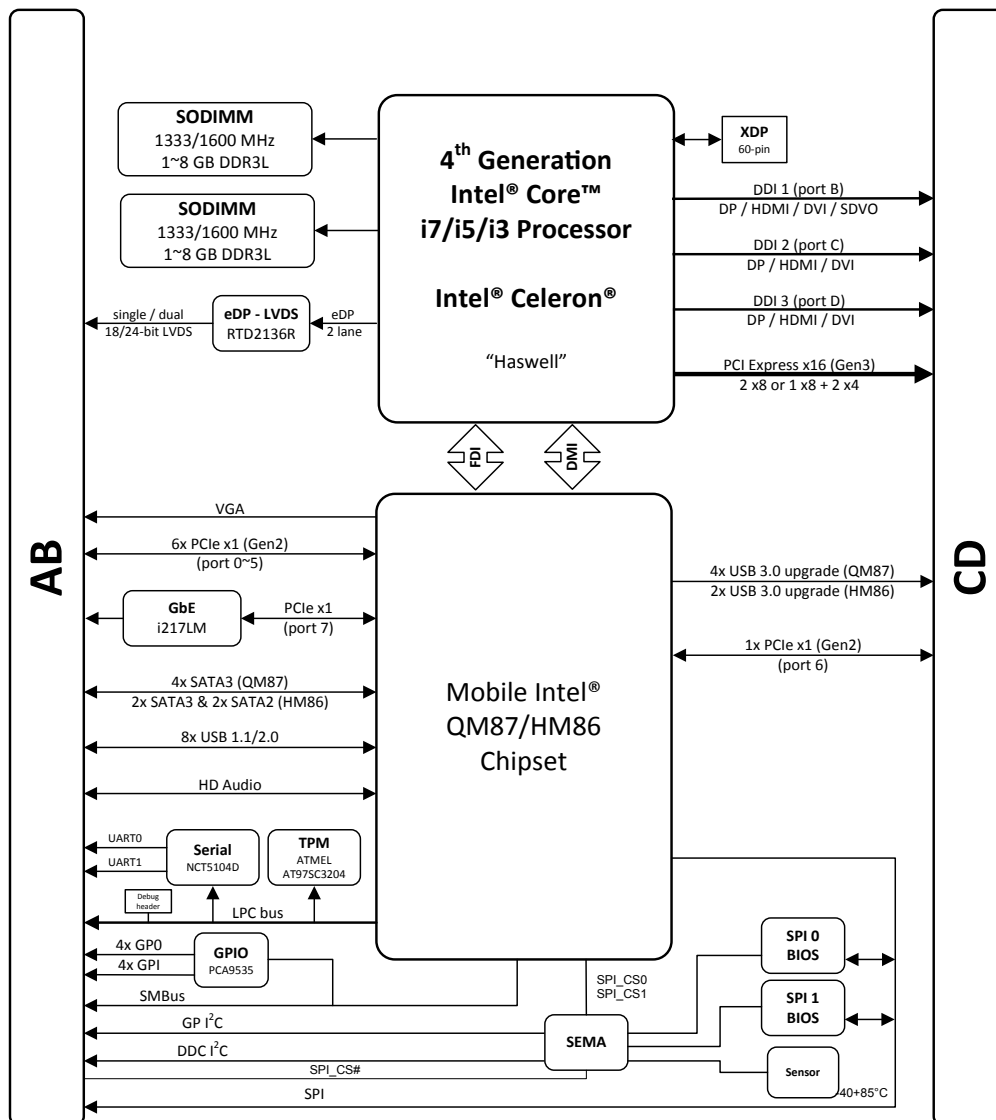 AB
SODIMM
1333/1600 MHz
1~8 GB DDR3L
SODIMM
1333/1600 MHz
1~8 GB DDR3L
single / dual
18/24-bit LVDS
eDP - LVDS
RTD2136R
eDP
2 lane
4th Generation
Intel® Core™
i7/i5/i3 Processor
Intel® Celeron®
“Haswell”
XDP
60-pin
DDI 1 (port B)
DP / HDMI / DVI / SDVO
DDI 2 (port C)
DP / HDMI / DVI
DDI 3 (port D)
DP / HDMI / DVI
PCI Express x16 (Gen3)
2 x8 or 1 x8 + 2 x4
CD
FDI
DMI
VGA
6x PCIe x1 (Gen2)
(port 0~5)
GbE
i217LM
PCIe x1
(port 7)
4x SATA3 (QM87)
2x SATA3 & 2x SATA2 (HM86)
8x USB 1.1/2.0
HD Audio
Mobile Intel®
QM87/HM86
Chipset
4x USB 3.0 upgrade (QM87)
2x USB 3.0 upgrade (HM86)
1x PCIe x1 (Gen2)
(port 6)
UART0
UART1
Serial
NCT5104D
TPM
ATMEL
AT97SC3204
Debug
header
LPC bus
4x GP0
4x GPI
GPIO
PCA9535
SMBus
GP I²C
DDC I²C
SPI_CS#
SPI
SPI_CS0
SPI_CS1
SEMA
SPI 0
BIOS
SPI 1
BIOS
Sensor
-40+85°C